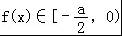 f(x)∈[-a/2, 0)